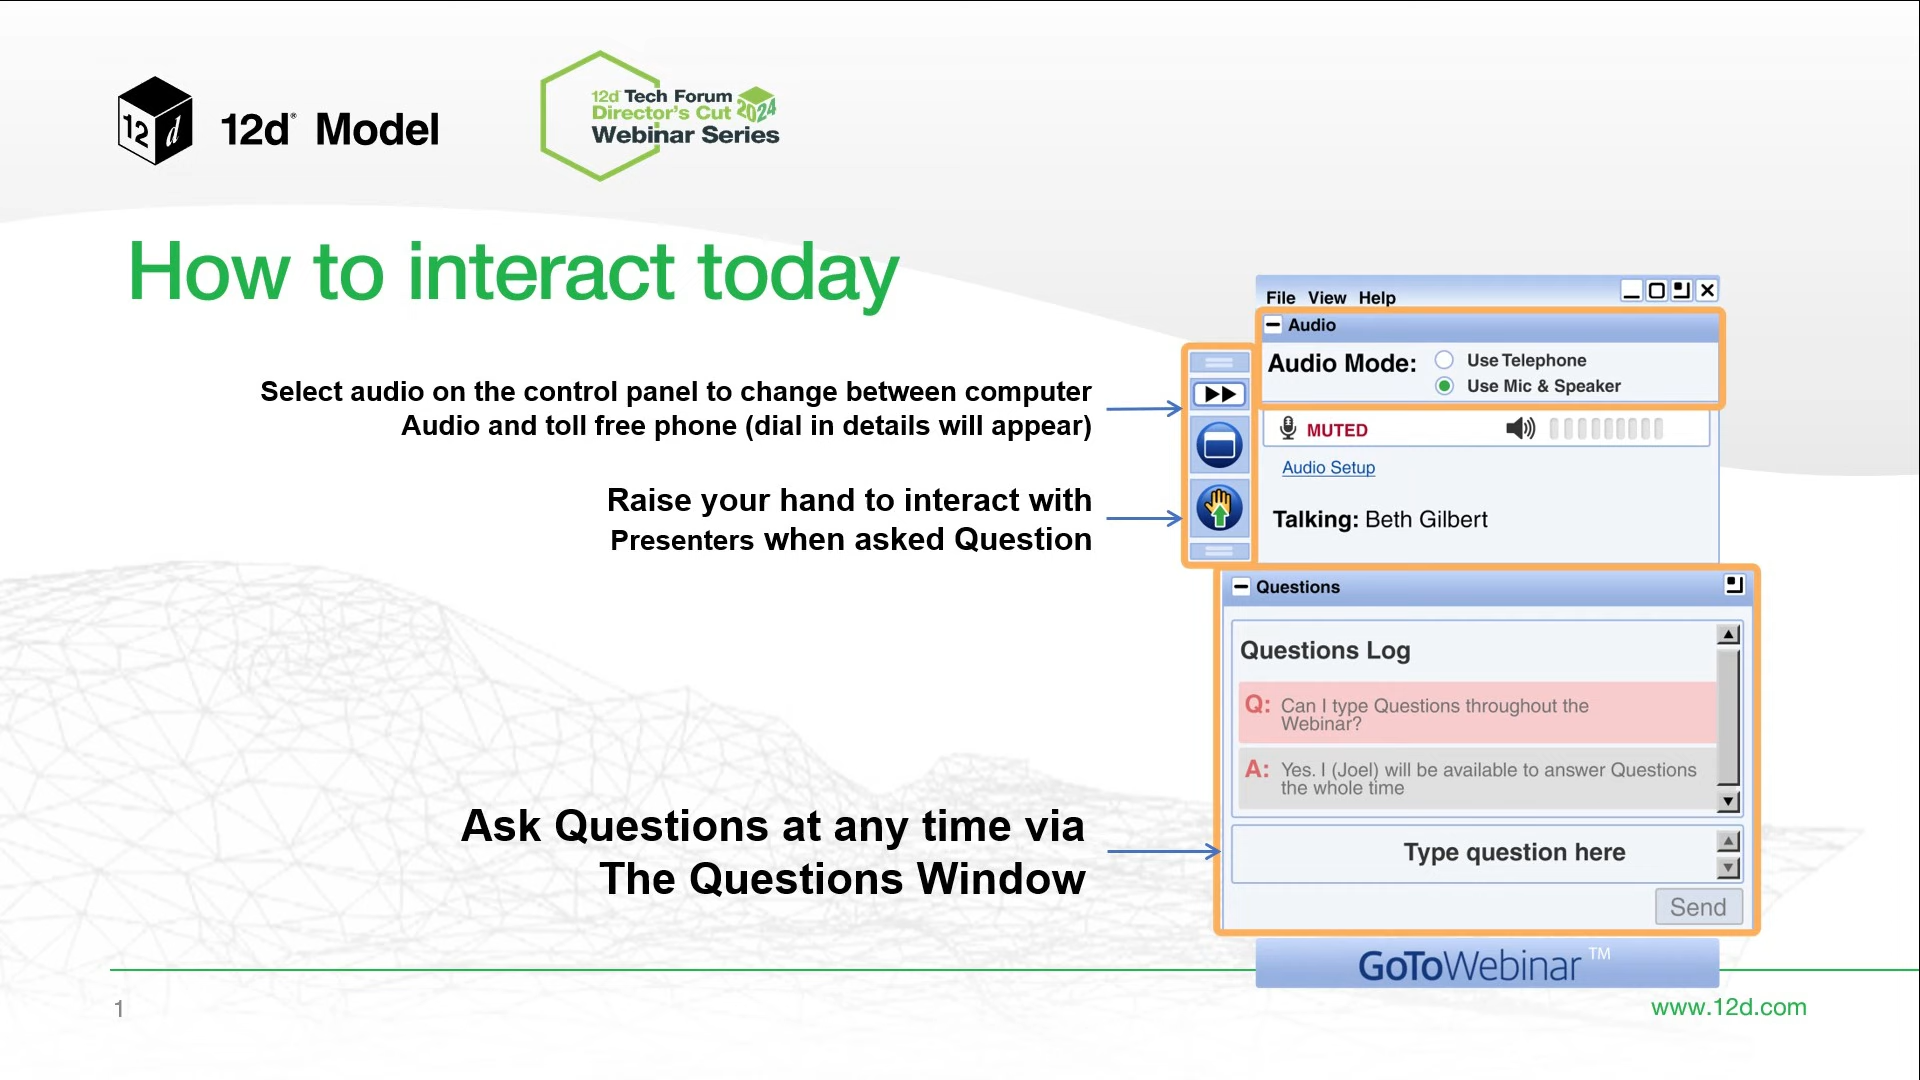 12d
12d® Model
12d Tech Forum
Director's Cut 2024
Webinar Series
How to interact today
Select audio on the control panel to change between computer
Audio and toll free phone (dial in details will appear)
Raise your hand to interact with
Presenters when asked Question
Ask Questions at any time via
The Questions Window
File View Help
Audio
Audio Mode:
Use Telephone
Use Mic & Speaker
MUTED
Audio Setup
Talking: Beth Gilbert
Questions
Questions Log
Q: Can I type Questions throughout the
Webinar?
A: Yes. I (Joel) will be available to answer Questions
the whole time
Type question here
Send
GoToWebinar TM
1
www.12d.com